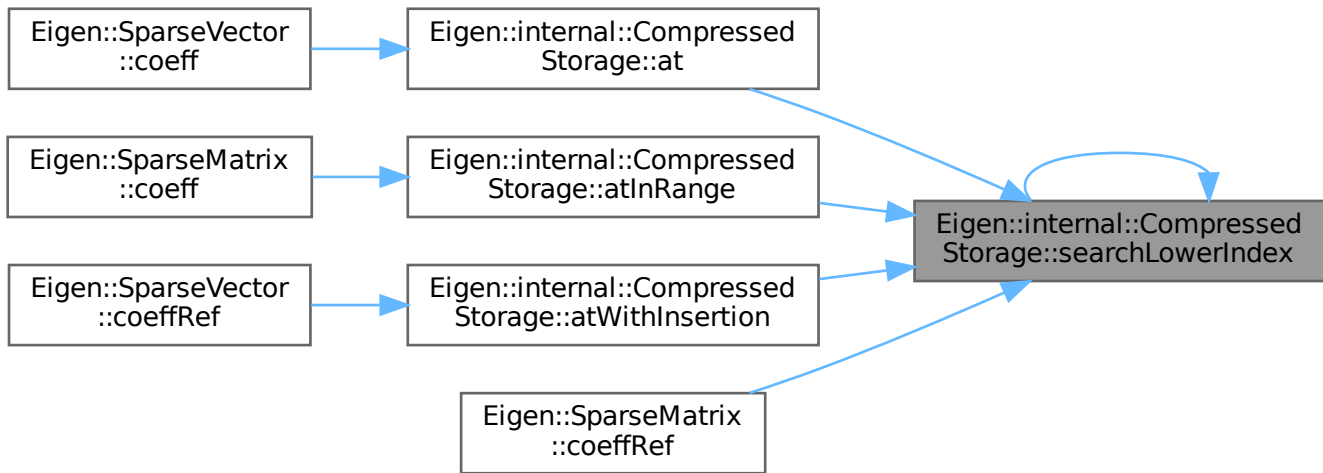 Eigen::SparseVector
::coeff
Eigen::internal::Compressed
Storage::at
Eigen::SparseMatrix
::coeff
Eigen::internal::Compressed
Storage::atInRange
Eigen::internal::Compressed
Storage::searchLowerIndex
Eigen::SparseVector
::coeffRef
Eigen::internal::Compressed
Storage::atWithInsertion
Eigen::SparseMatrix
::coeffRef